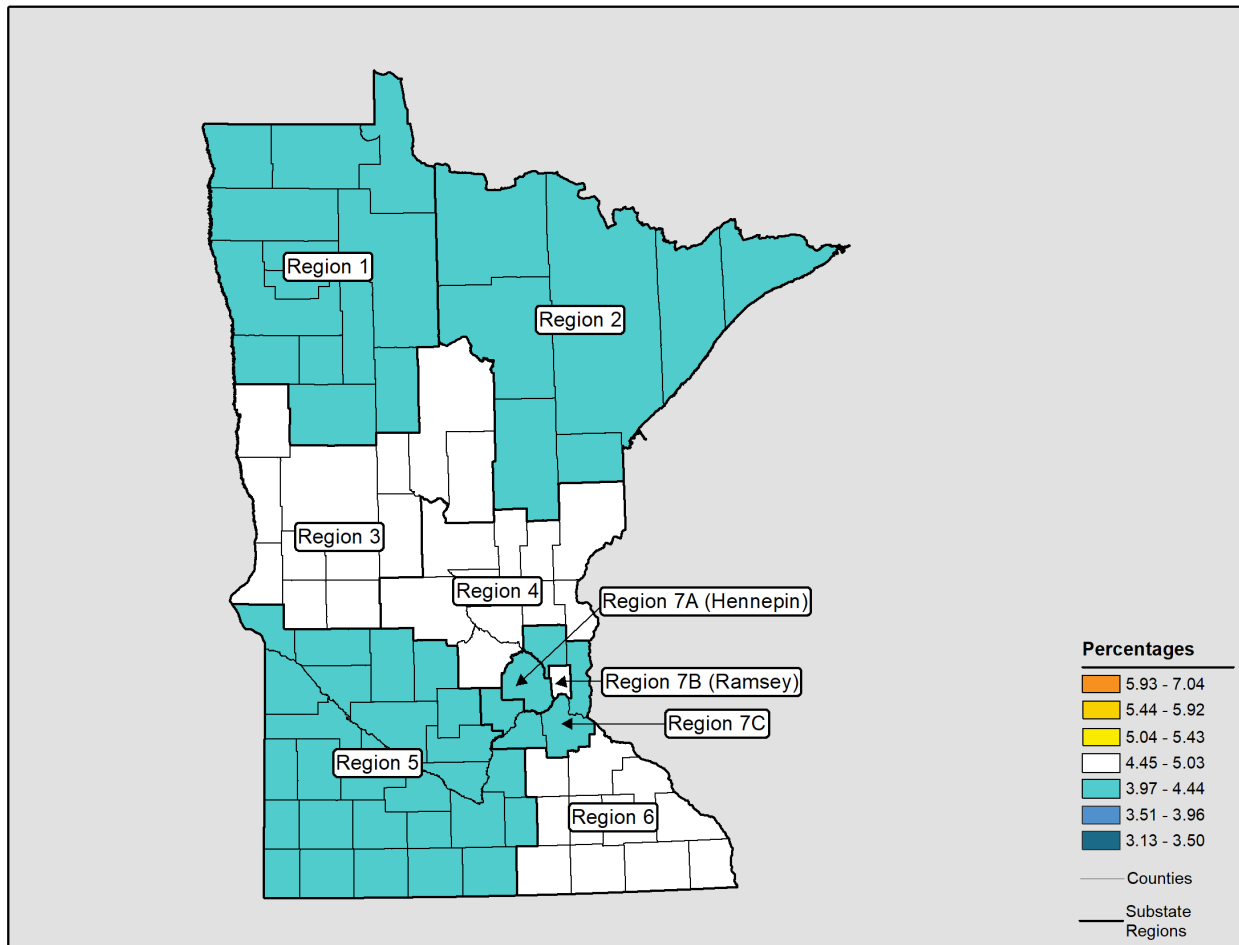 Region 1
Region 2
Region 3
Region 4
Region 7A (Hennepin)
Region 7B (Ramsey)
Region 7C
Region 5
Region 6
Percentages
5.93 - 7.04
5.44 - 5.92
5.04 - 5.43
4.45 - 5.03
3.97 - 4.44
3.51 - 3.96
3.13 - 3.50
Counties
Substate
Regions